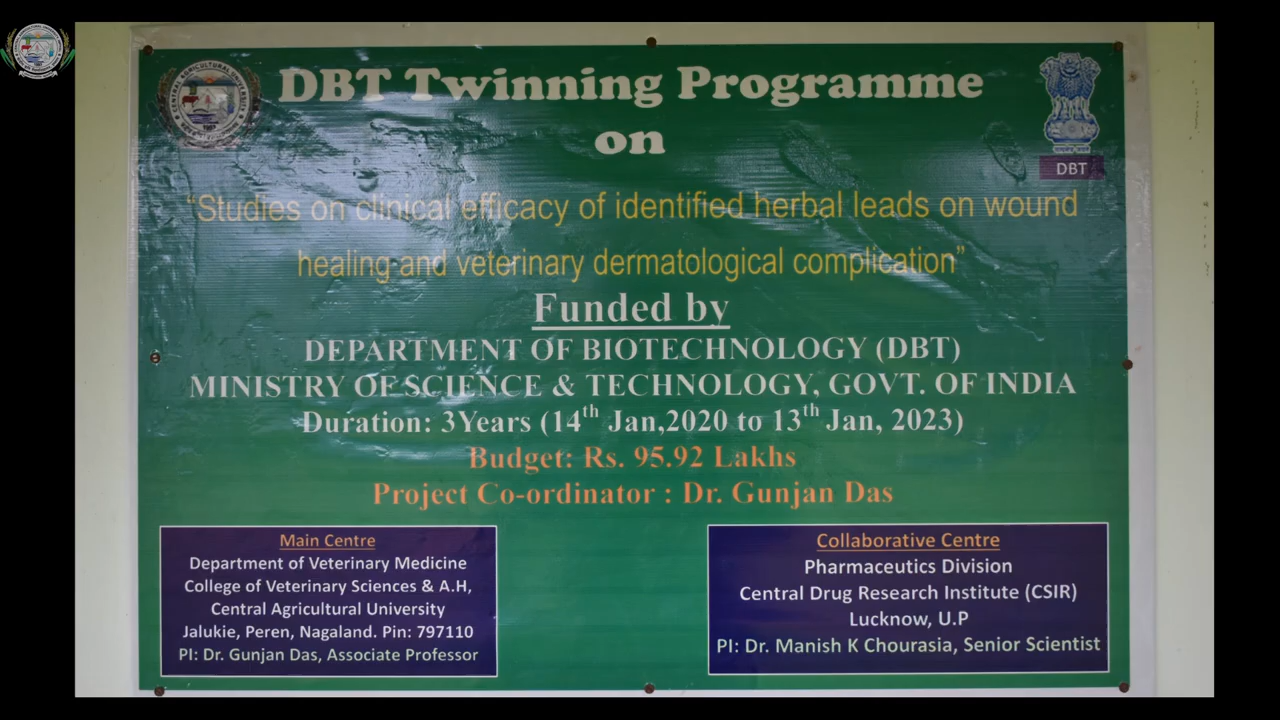 DBT Twinning Programme
on
“Studies on clinical efficacy of identified herbal leads on wound
healing and veterinary dermatological complication”
Funded by
DEPARTMENT OF BIOTECHNOLOGY (DBT)
MINISTRY OF SCIENCE & TECHNOLOGY, GOVT. OF INDIA
Duration: 3Years (14th Jan,2020 to 13th Jan, 2023)
Budget: Rs. 95.92 Lakhs
Project Co-ordinator : Dr. Gunjan Das
Main Centre
Department of Veterinary Medicine
College of Veterinary Sciences & A.H,
Central Agricultural University
Jalukie, Peren, Nagaland. Pin: 797110
PI: Dr. Gunjan Das, Associate Professor
Collaborative Centre
Pharmaceutics Division
Central Drug Research Institute (CSIR)
Lucknow, U.P
PI: Dr. Manish K Chourasia, Senior Scientist
CENTRAL AGRICULTURAL UNIVERSITY
1993
DBT